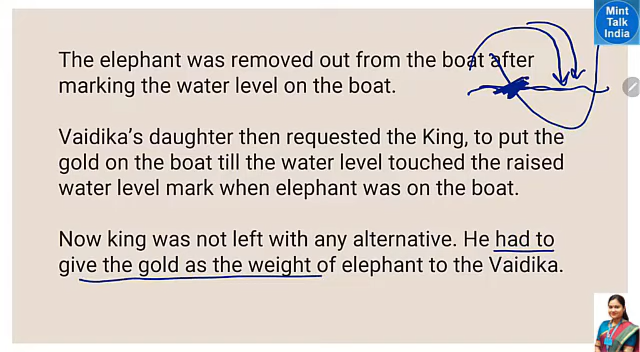 Mint
Talk
India
The elephant was removed out from the boat after
marking the water level on the boat.
Vaidika's daughter then requested the King, to put the
gold on the boat till the water level touched the raised
water level mark when elephant was on the boat.
Now king was not left with any alternative. He had to
give the gold as the weight of elephant to the Vaidika.